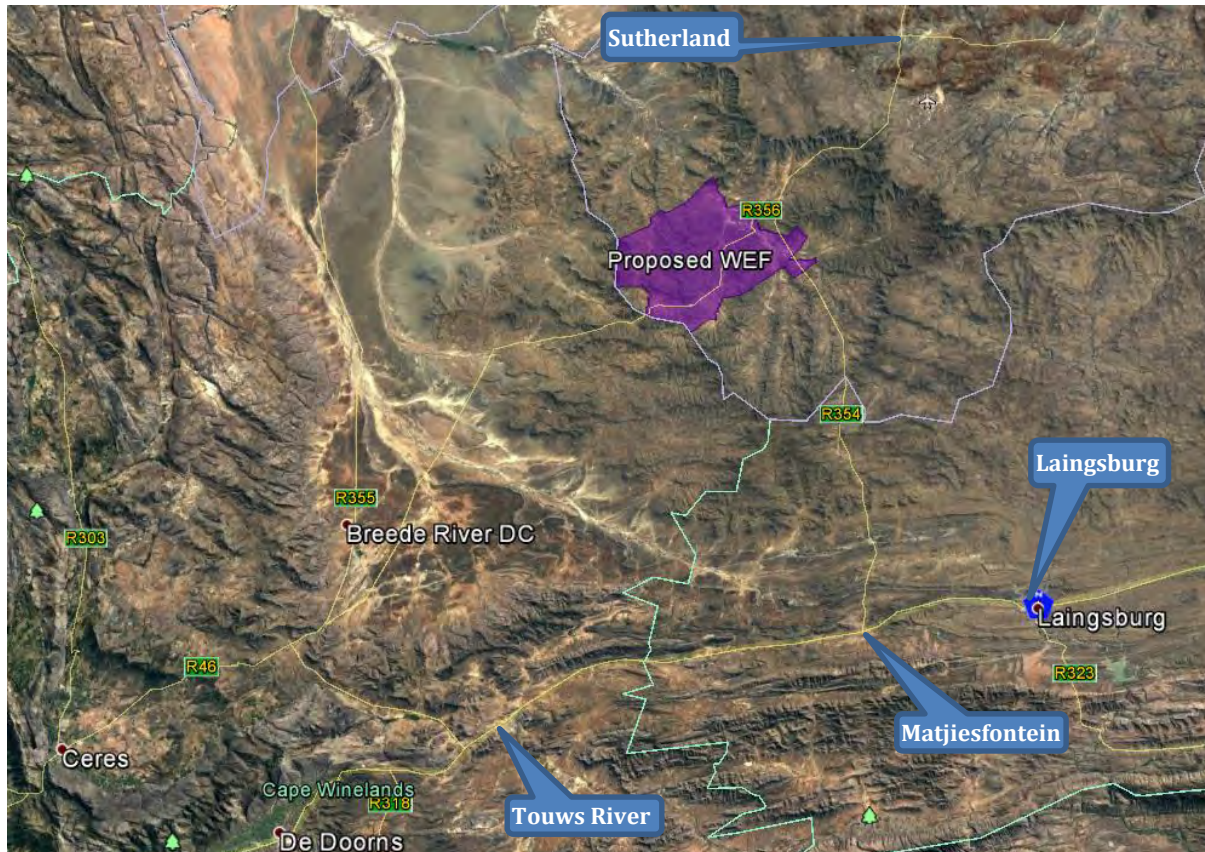 Sutherland
R356
Proposed WEF
R354
Laingsburg
R355
Breede River DC
R303
Laingsburg
R46
R323
Matjiesfontein
Ceres
Cape Winelands
R318
Touws River
De Doorns